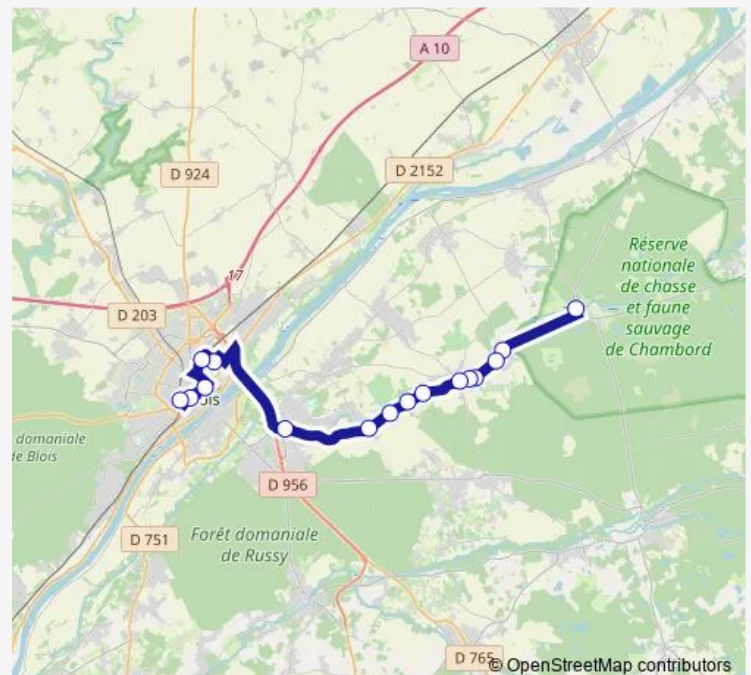 A 10
D 924
D 2152
Réserve
nationale
de chasse
et faune
sauvage
de Chambord
17
D 203
ois
domaniale
de Blois
D 956
Forêt domaniale
de Russy
D 751
D 765
© OpenStreetMap contributors